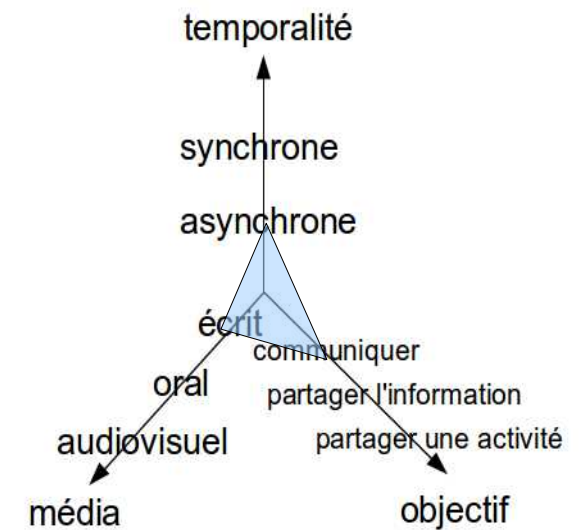 temporalité
synchrone
asynchrone
écrit
communiquer
oral
partager l'information
audiovisuel
partager une activité
média
objectif